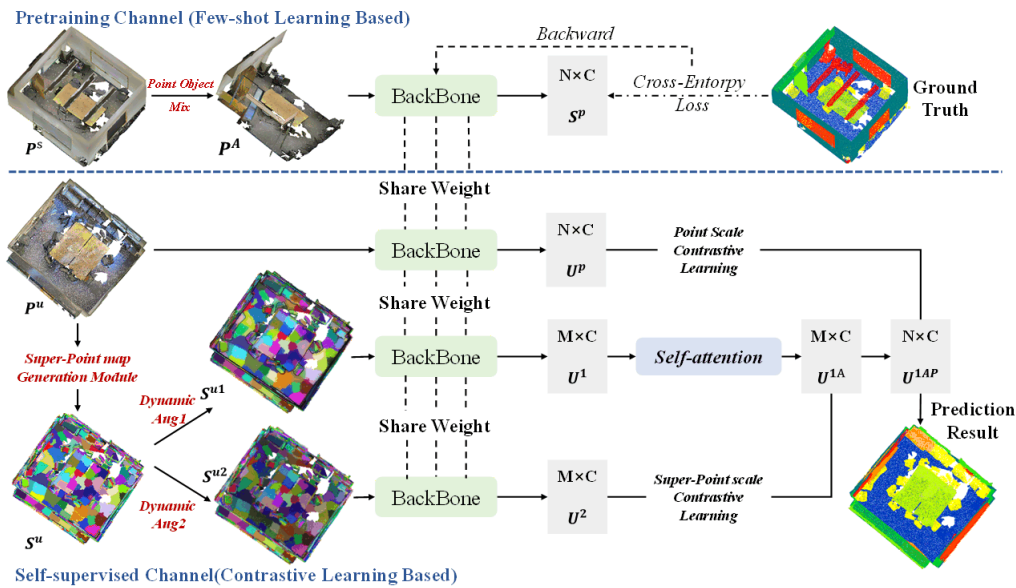 Pretraining Channel (Few-shot Learning Based)
Backward
Point Object
Mix
BackBone
N×C
S^p
Cross-Entorpy
Loss
Ground
Truth
P^s
P^A
Share Weight
BackBone
N×C
U^p
Point Scale
Contrastive
Learning
P^u
Share Weight
Super-Point map
Generation Module
Dynamic
Aug1
S^{u1}
BackBone
M×C
U^1
Self-attention
M×C
U^{1A}
N×C
U^{1AP}
Share Weight
Prediction
Result
S^{u2}
Dynamic
Aug2
BackBone
M×C
U^2
Super-Point scale
Contrastive
Learning
S^u
Self-supervised Channel(Contrastive Learning Based)